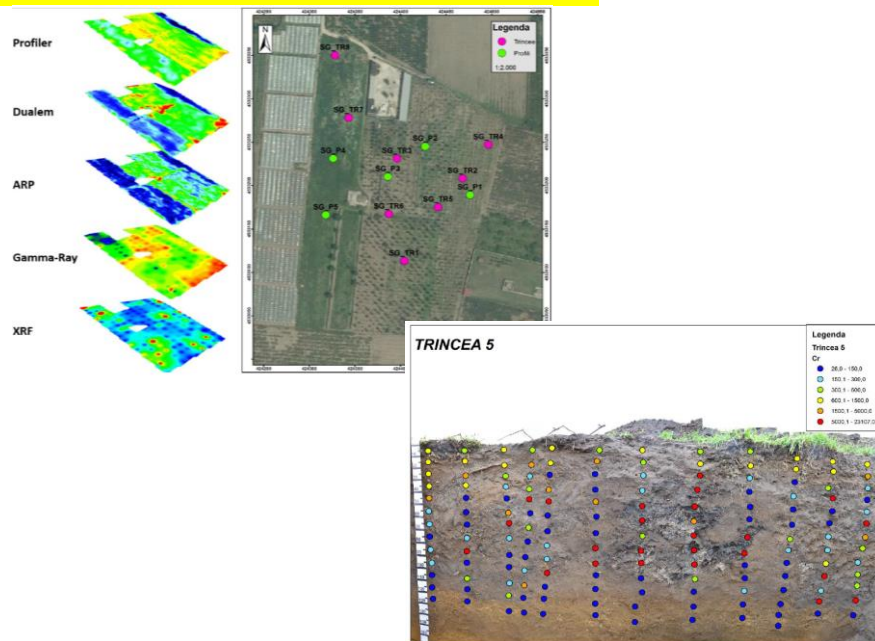 Profiler
Dualem
ARP
Gamma-Ray
XRF
N
Legenda
Trincea
Profili
1:2.000
SG_TR8
SG_TR7
SG_P2
SG_TR4
SG_P4
SG_TR3
SG_P3
SG_TR2
SG_P1
SG_P5
SG_TR6
SG_TR5
SG_TR1
TRINCEA 5
Legenda
Trincea 5
Cr
26,0 - 150,0
150,1 - 300,0
300,1 - 600,0
600,1 - 1500,0
1500,1 - 5000,0
5000,1 - 23107,0